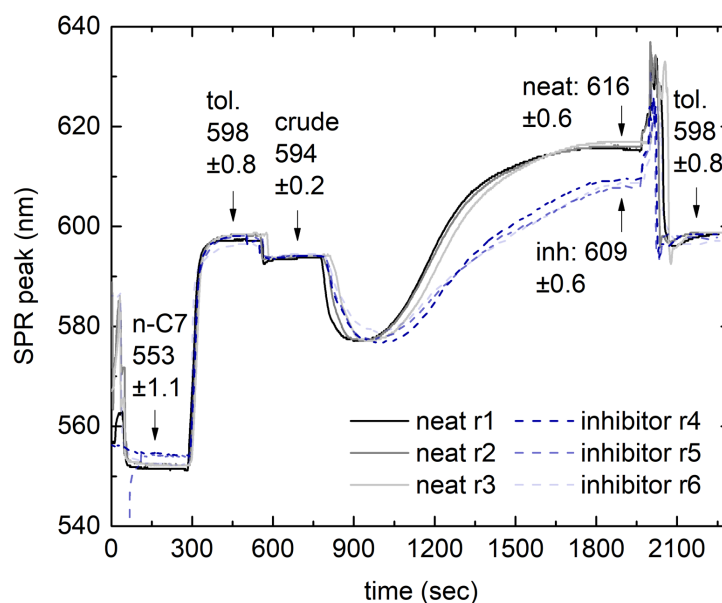 640
620
600
580
560
540
SPR peak (nm)
0
300
600
900
1200
1500
1800
2100
time (sec)
tol.
598
±0.8
crude
594
±0.2
n-C7
553
±1.1
neat: 616
±0.6
tol.
598
±0.8
inh: 609
±0.6
neat r1
neat r2
neat r3
inhibitor r4
inhibitor r5
inhibitor r6